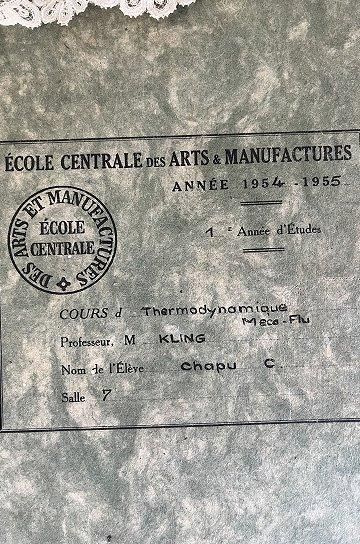 ÉCOLE CENTRALE DES ARTS & MANUFACTURES
ANNÉE 1954-1955
1e Année d'Études
DES ARTS ET MANUFACTURES
ÉCOLE
CENTRALE
COURS d Thermodynamique
Meca-Flu
Professeur, M KLING
Nom de l'Élève Chapu C.
Salle 7